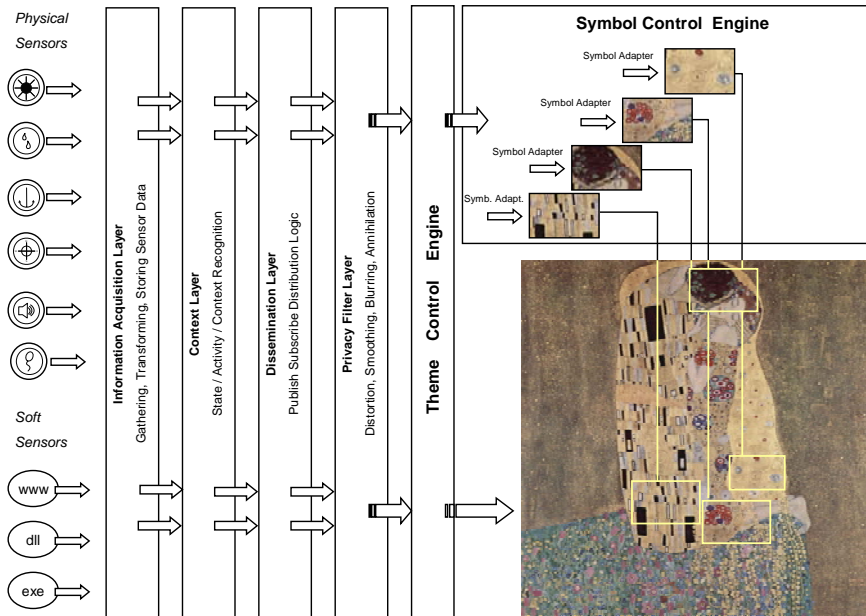 Physical
Sensors
Soft
Sensors
www
dll
exe
Information Acquisition Layer
Gathering, Transforming, Storing Sensor Data
Context Layer
State / Activity / Context Recognition
Dissemination Layer
Publish Subscribe Distribution Logic
Privacy Filter Layer
Distortion, Smoothing, Blurring, Annihilation
Theme Control Engine
Symbol Control Engine
Symbol Adapter
Symbol Adapter
Symbol Adapter
Symb. Adapt.